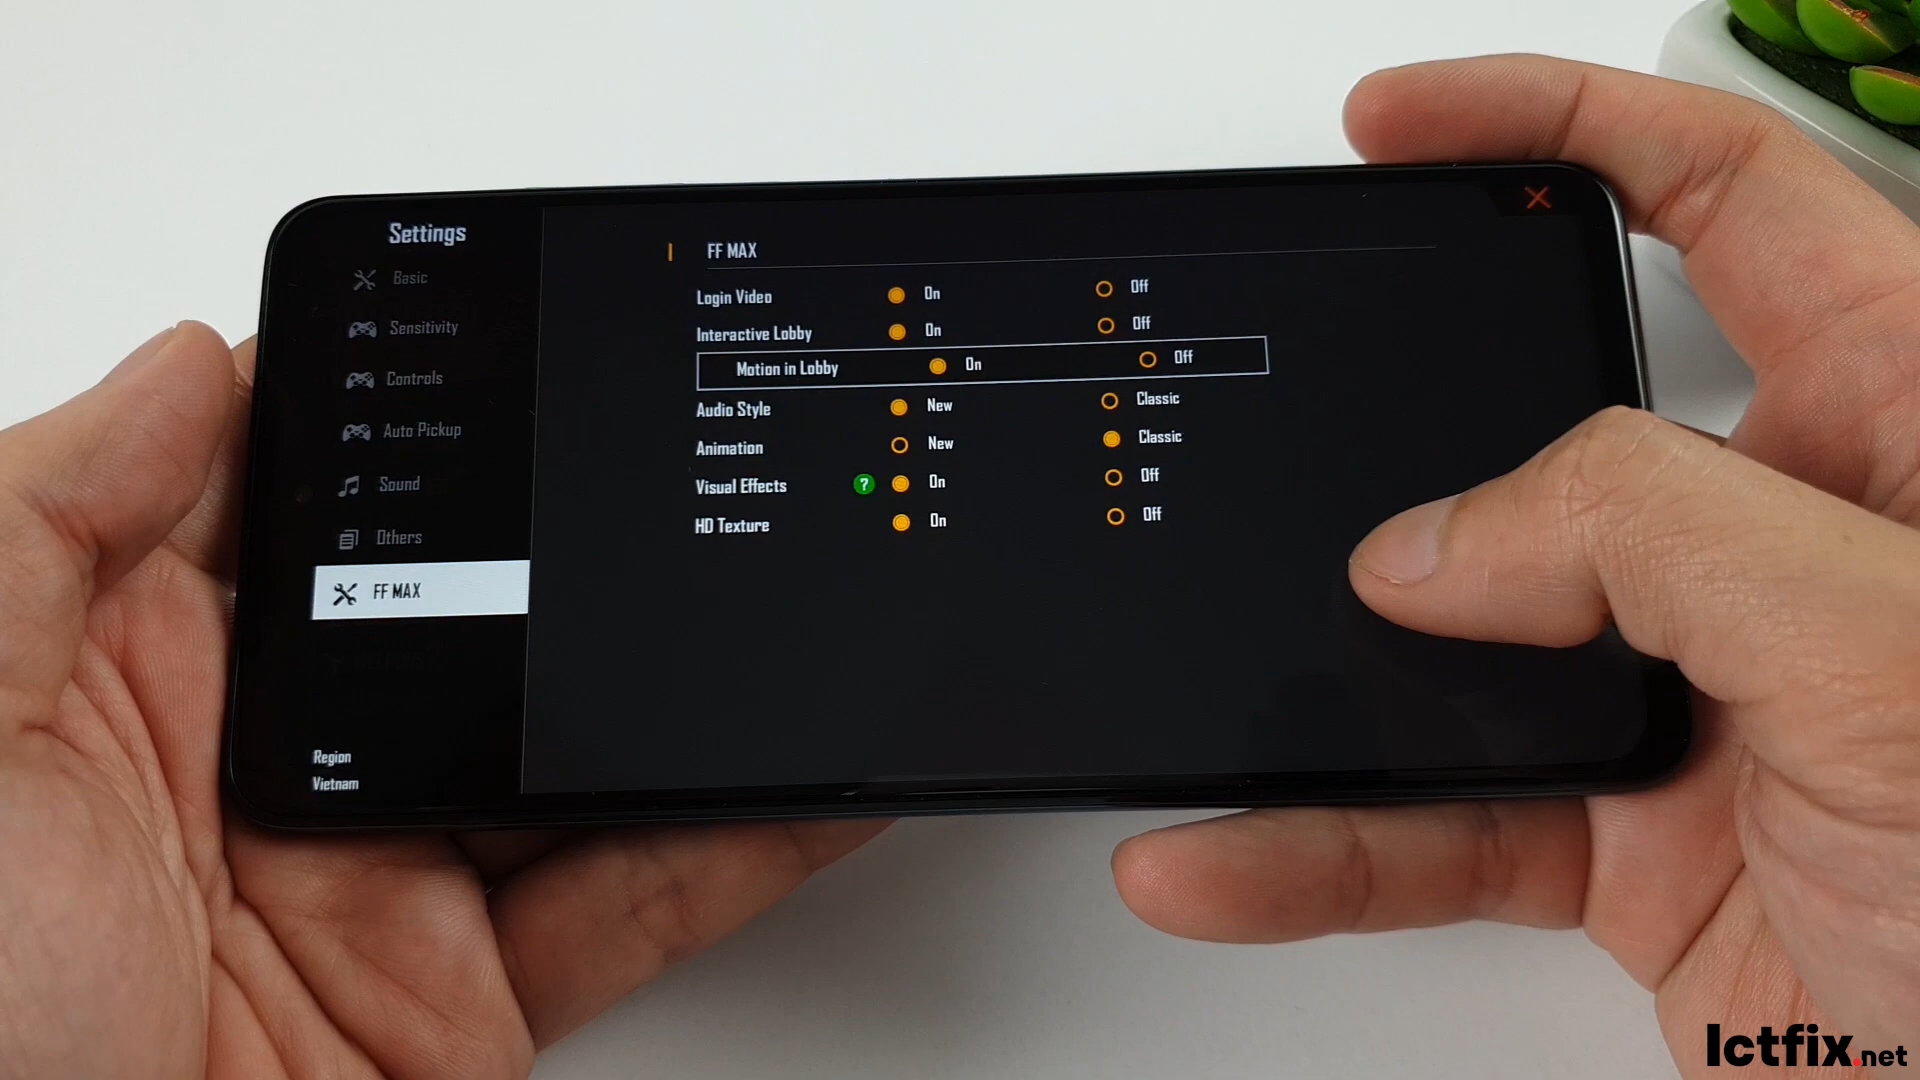 Settings
Basic
Sensitivity
Controls
Auto Pickup
Sound
Others
FF MAX
Region
Vietnam
FF MAX
Login Video On Off
Interactive Lobby On Off
Motion in Lobby On Off
Audio Style New Classic
Animation New Classic
Visual Effects ? On Off
HD Texture On Off
Ictfix.net